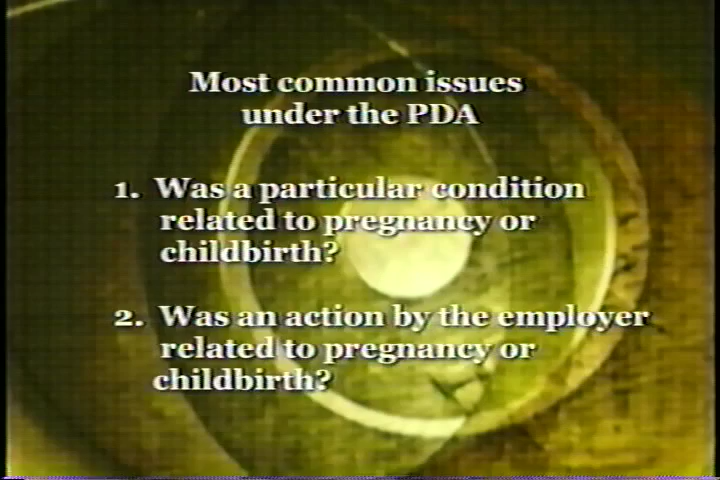 Most common issues
under the PDA
1. Was a particular condition
related to pregnancy or
childbirth?
2. Was an action by the employer
related to pregnancy or
childbirth?